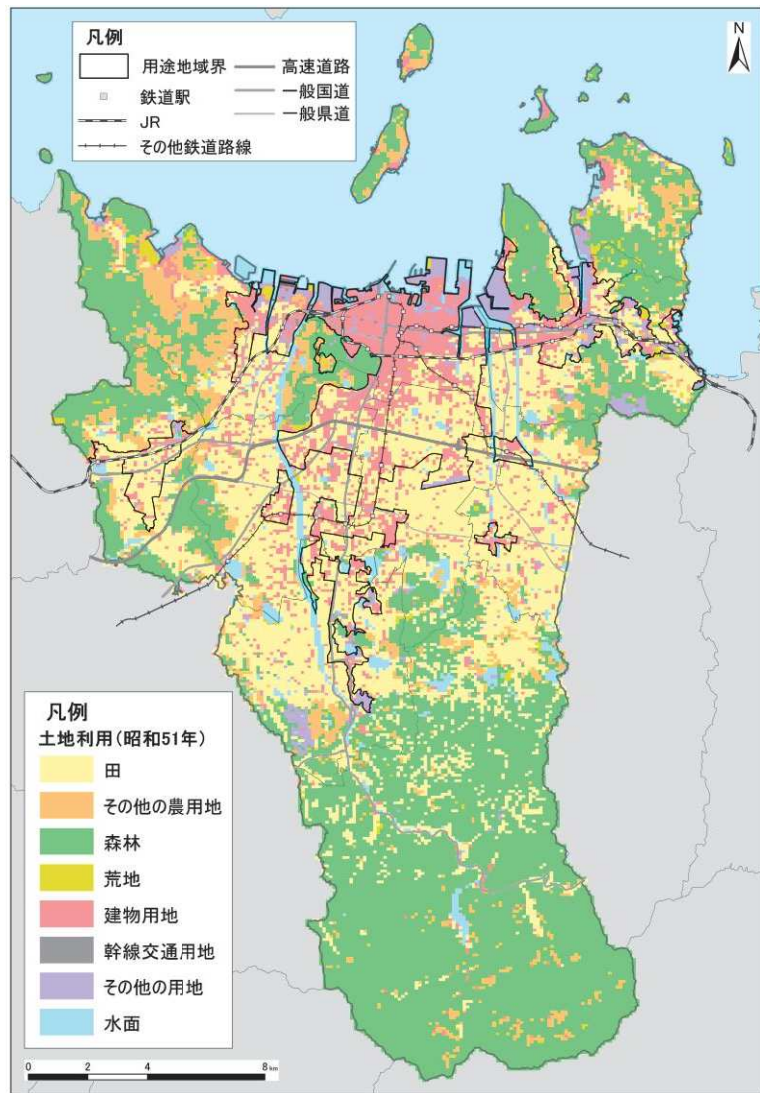 凡例
用途地域界
高速道路
鉄道駅
一般国道
JR
一般県道
その他鉄道路線
N
凡例
土地利用(昭和51年)
田
その他の農用地
森林
荒地
建物用地
幹線交通用地
その他の用地
水面
0 2 4 8 km